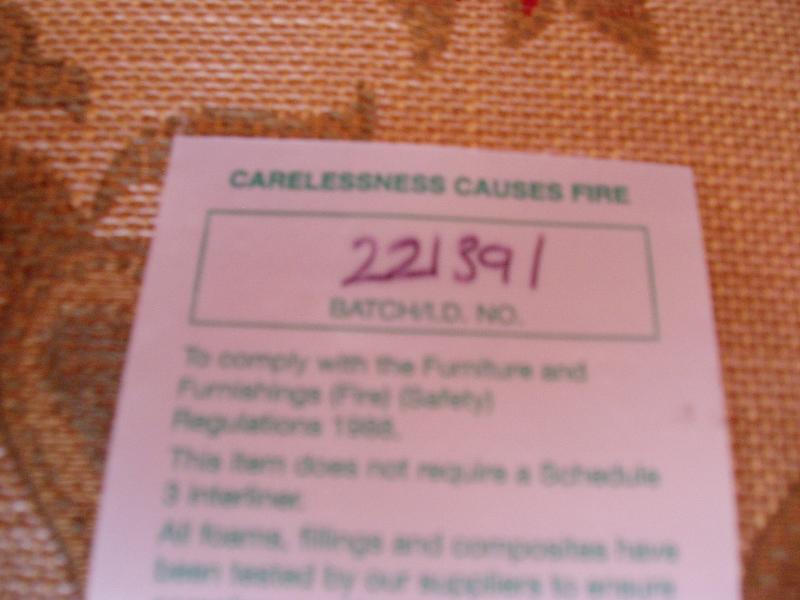 CARELESSNESS CAUSES FIRE
221391
BATCH/I.D. NO.
To comply with the Furniture and
Furnishings (Fire) (Safety)
Regulations 1988.
This item does not require a Schedule
3 interliner.
All foams, fillings and composites have
been tested by our suppliers to ensure